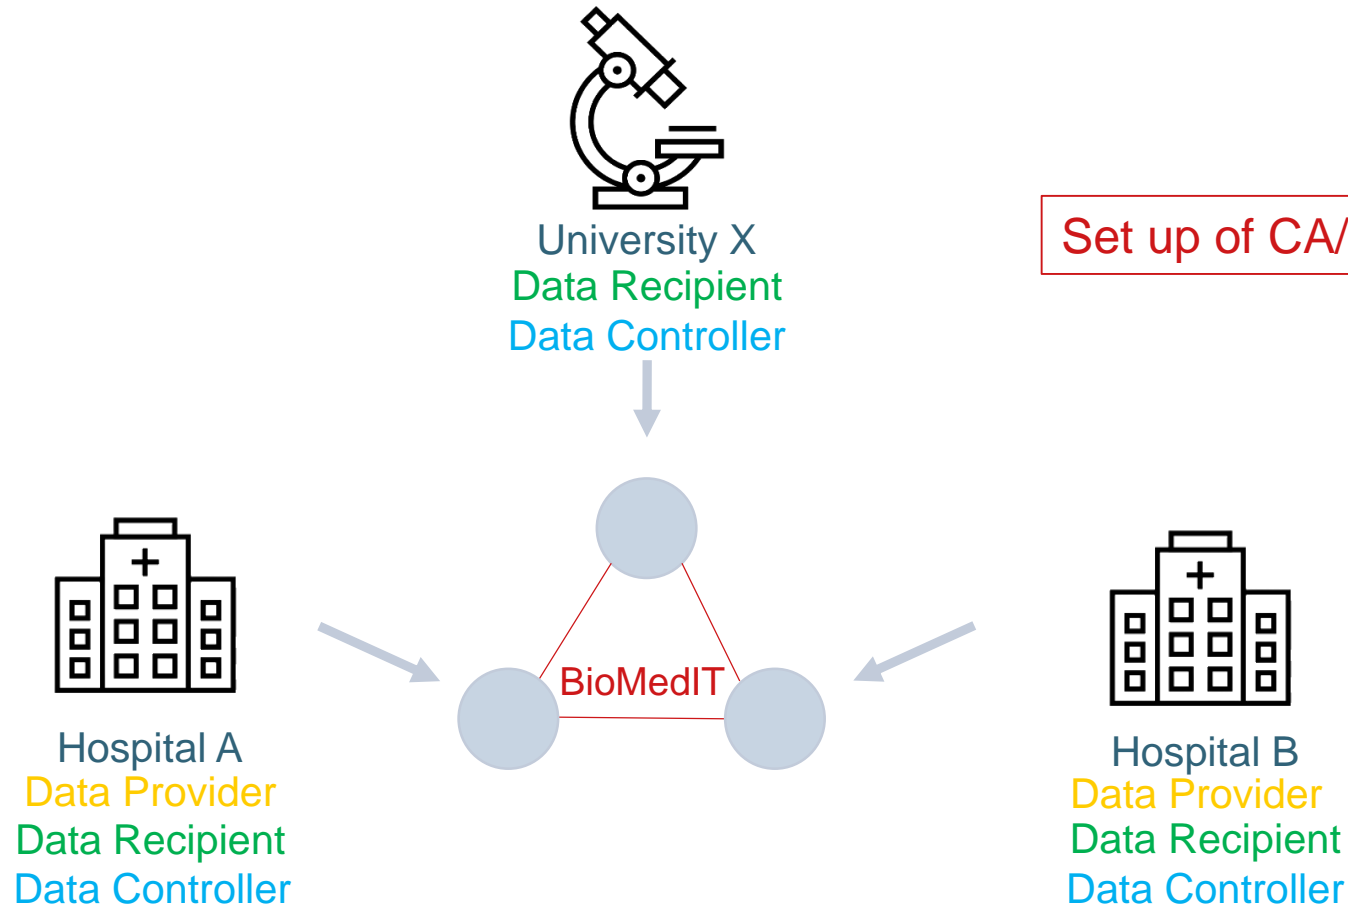 University X
Data Recipient
Data Controller
Set up of CA/
BioMedIT
Hospital A
Data Provider
Data Recipient
Data Controller
Hospital B
Data Provider
Data Recipient
Data Controller